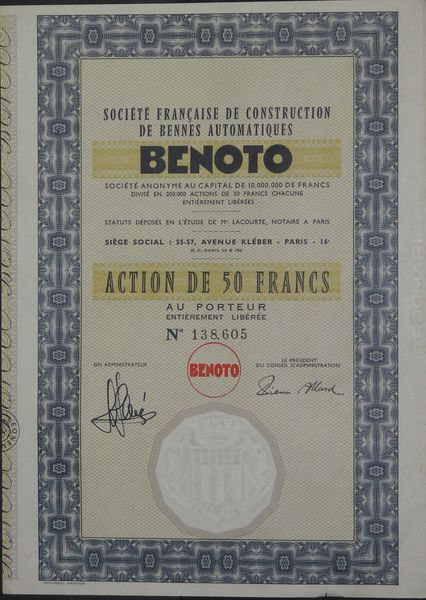 SOCIÉTÉ FRANÇAISE DE CONSTRUCTION
DE BENNES AUTOMATIQUES
BENOTO
SOCIÉTÉ ANONYME AU CAPITAL DE 10.000.000 DE FRANCS
DIVISÉ EN 200.000 ACTIONS DE 50 FRANCS CHACUNE
ENTIÈREMENT LIBÉRÉES
STATUTS DÉPOSÉS EN L'ÉTUDE DE Me LACOURTE, NOTAIRE A PARIS
SIÈGE SOCIAL : 55-57, AVENUE KLÉBER - PARIS - 16e
R. C. PARIS 54 B
ACTION DE 50 FRANCS
AU PORTEUR
ENTIÈREMENT LIBÉRÉE
No 138,605
UN ADMINISTRATEUR
LE PRÉSIDENT
DU CONSEIL D'ADMINISTRATION
BENOTO